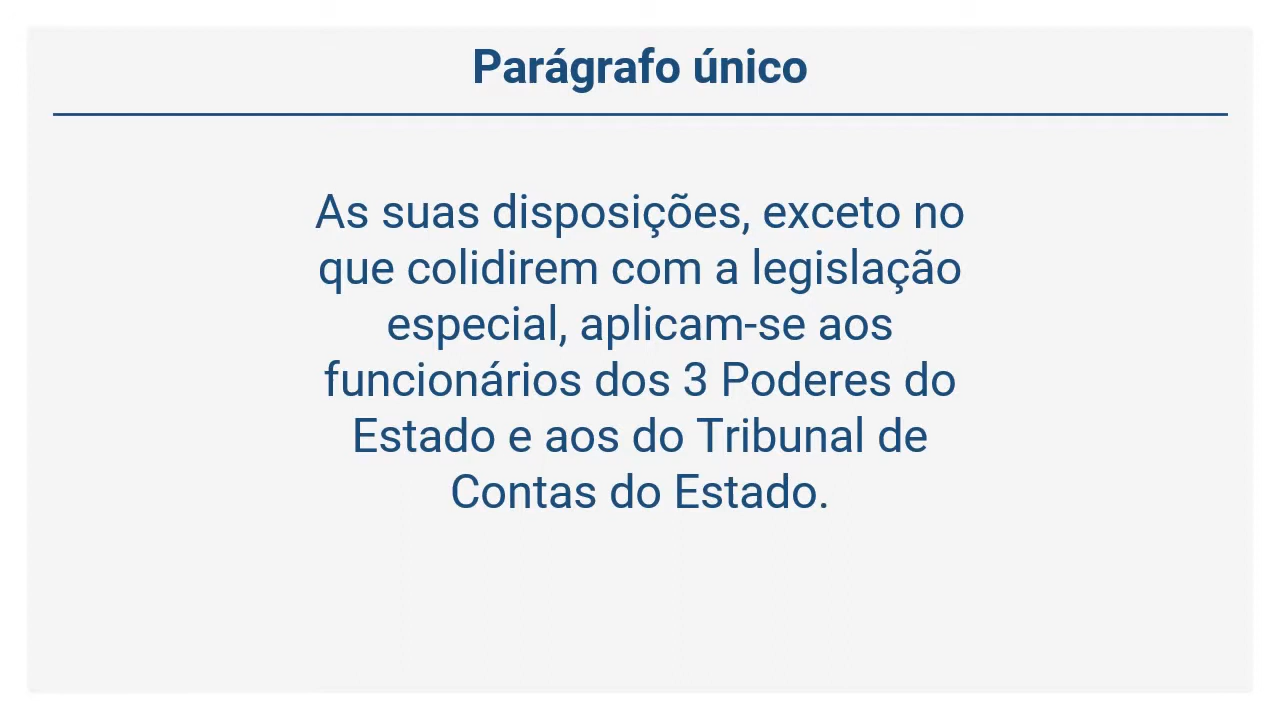 Parágrafo único
As suas disposições, exceto no
que colidirem com a legislação
especial, aplicam-se aos
funcionários dos 3 Poderes do
Estado e aos do Tribunal de
Contas do Estado.